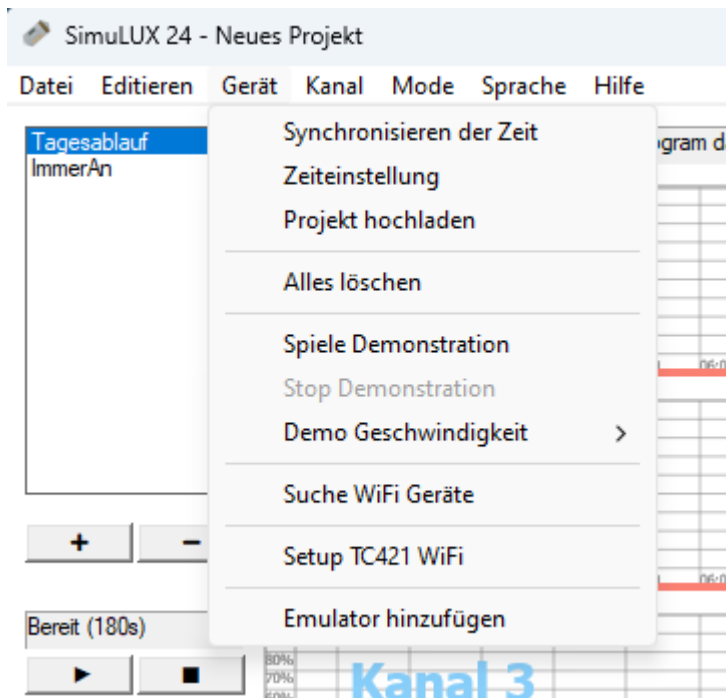 SimuLUX 24 - Neues Projekt
Datei Editieren Gerät Kanal Mode Sprache Hilfe
Tagesablauf
ImmerAn
Synchronisieren der Zeit
Zeiteinstellung
Projekt hochladen
Alles löschen
Spiele Demonstration
Stop Demonstration
Demo Geschwindigkeit
Suche WiFi Geräte
Setup TC421 WiFi
Emulator hinzufügen
+ −
Bereit (180s)
80%
70%
Kanal 3